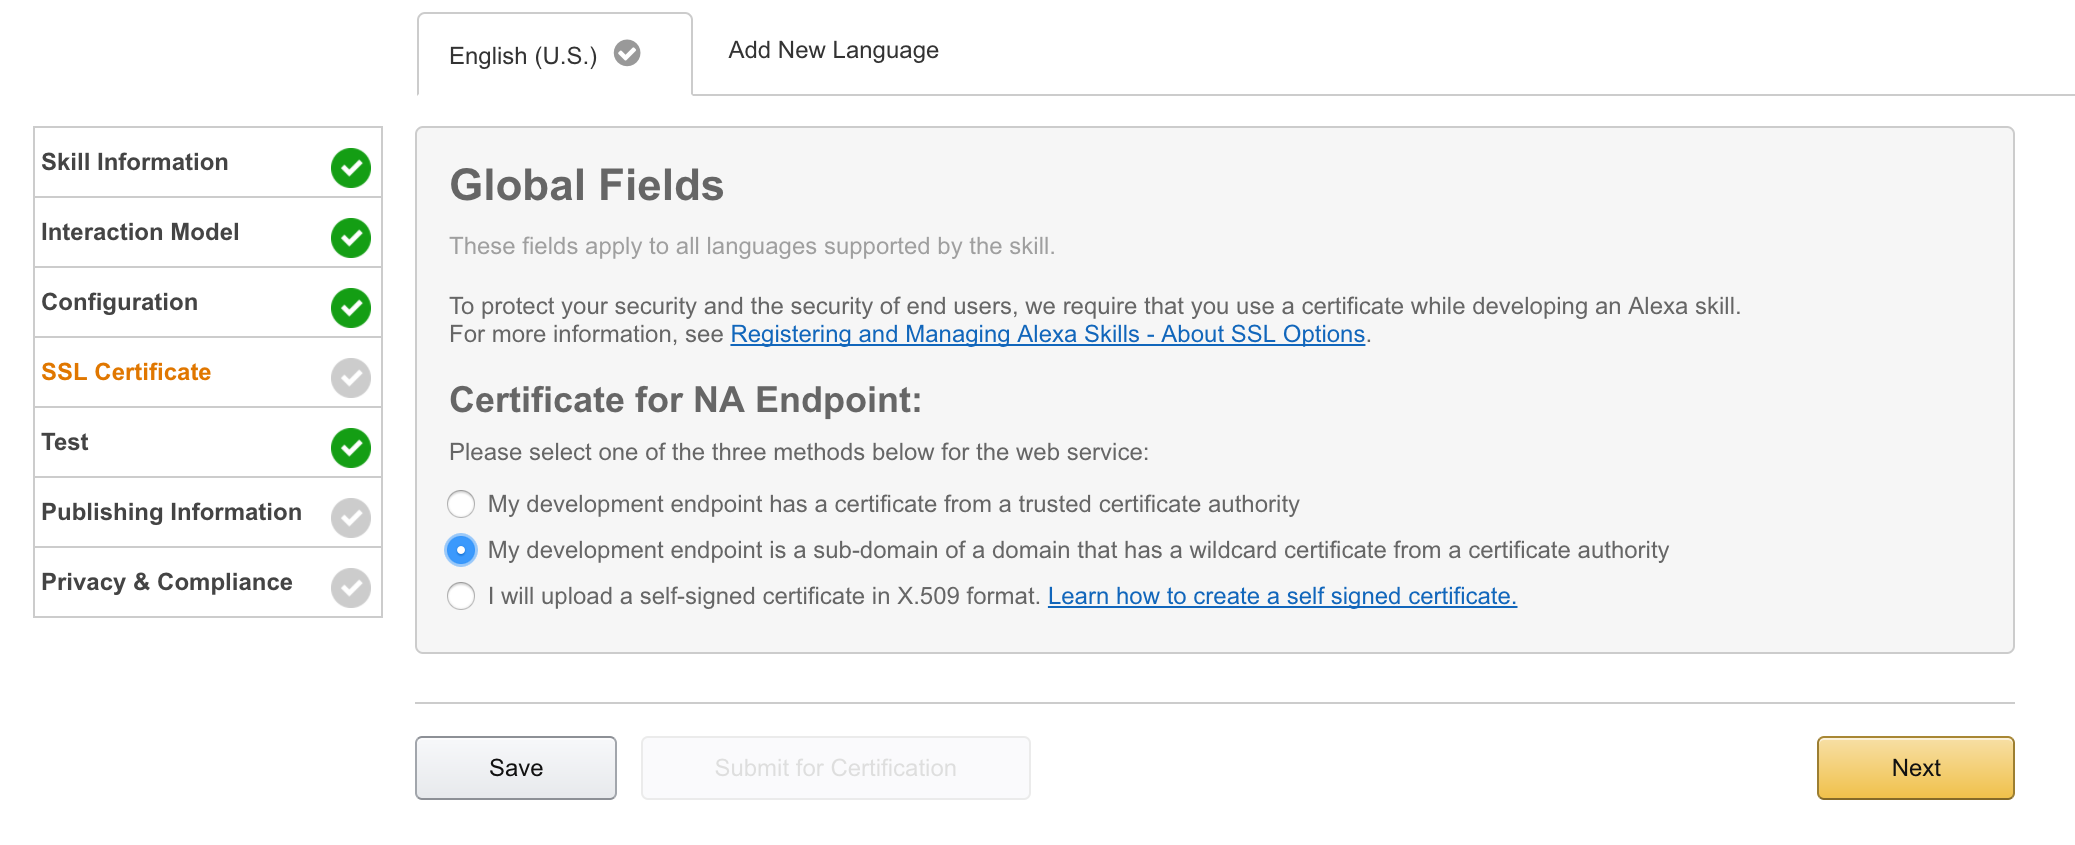 English (U.S.)
Add New Language
Skill Information
Interaction Model
Configuration
SSL Certificate
Test
Publishing Information
Privacy & Compliance
Global Fields
These fields apply to all languages supported by the skill.
To protect your security and the security of end users, we require that you use a certificate while developing an Alexa skill.
For more information, see Registering and Managing Alexa Skills - About SSL Options.
Certificate for NA Endpoint:
Please select one of the three methods below for the web service:
My development endpoint has a certificate from a trusted certificate authority
My development endpoint is a sub-domain of a domain that has a wildcard certificate from a certificate authority
I will upload a self-signed certificate in X.509 format. Learn how to create a self signed certificate.
Save
Submit for Certification
Next